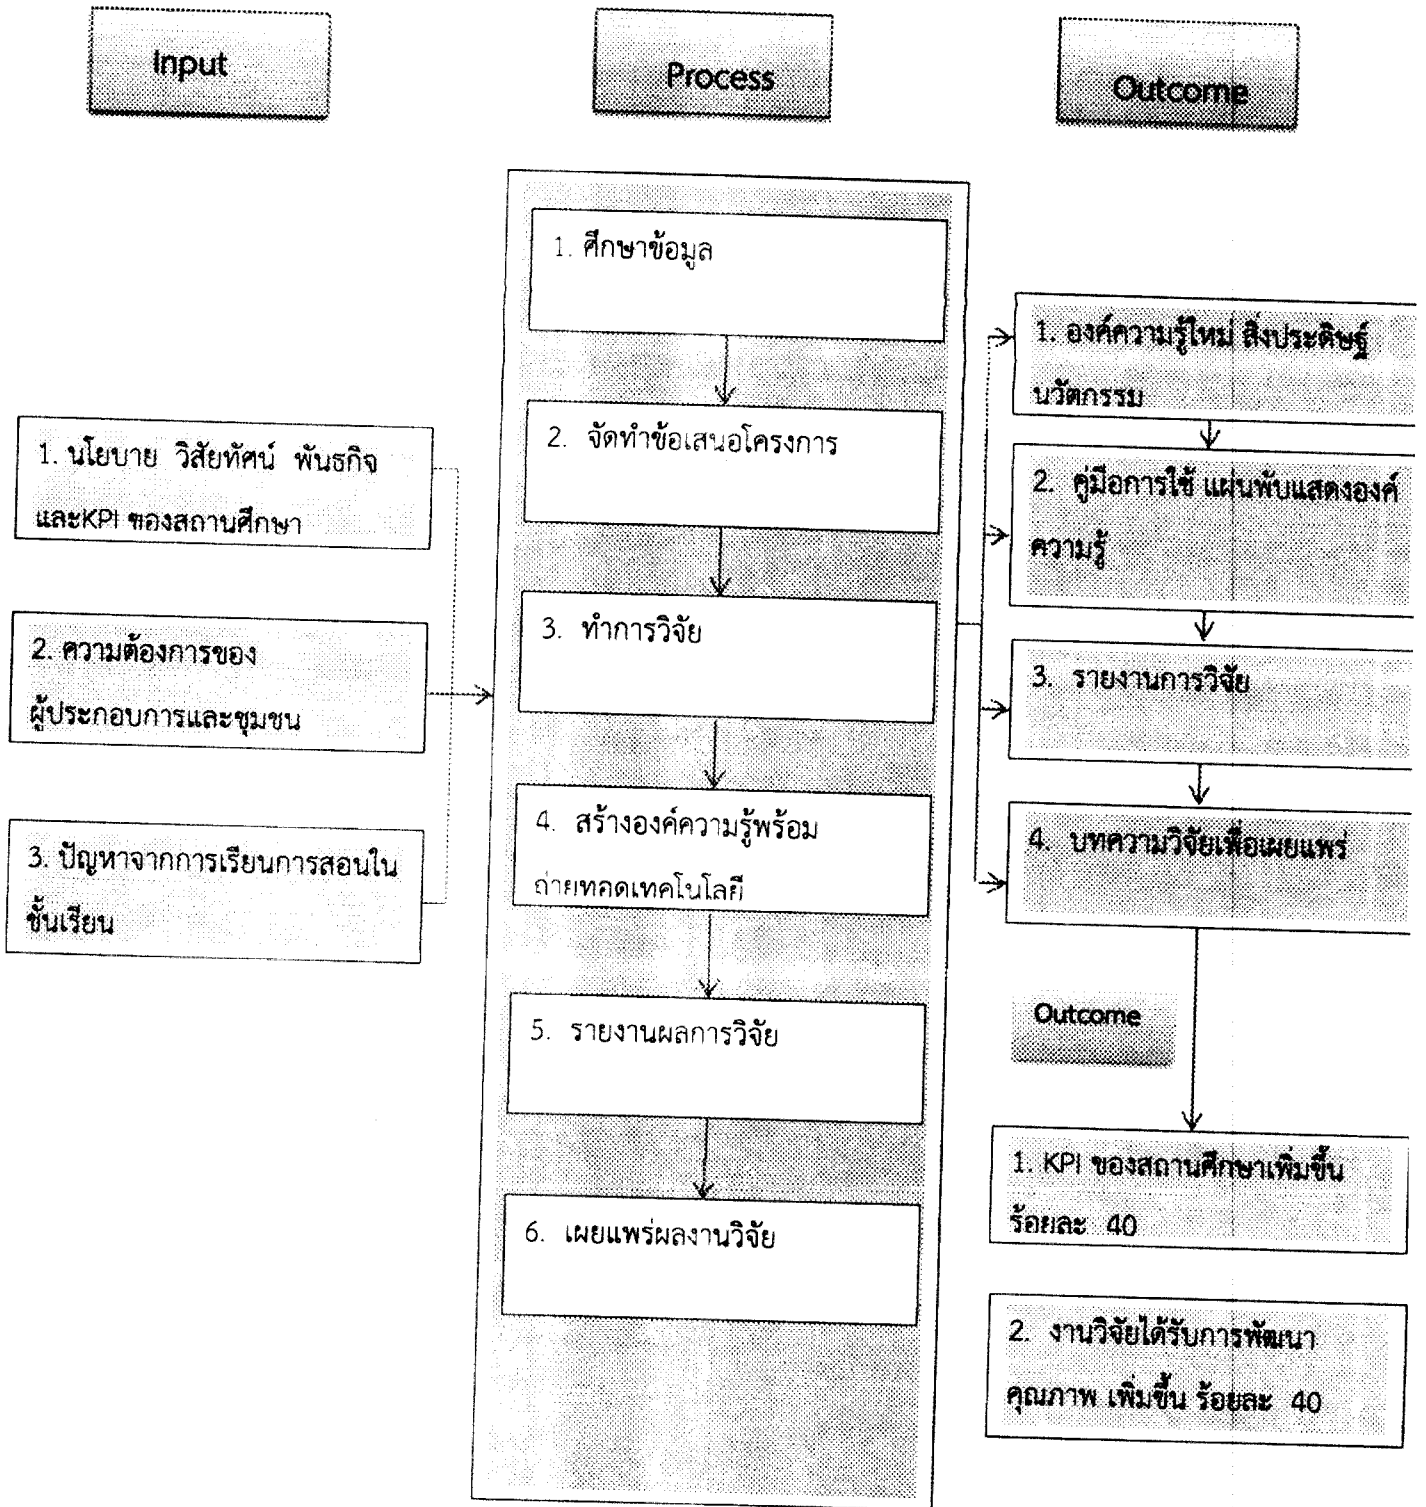 Input
Process
Outcome
1. นโยบาย วิสัยทัศน์ พันธกิจ
และKPI ของสถานศึกษา
2. ความต้องการของ
ผู้ประกอบการและชุมชน
3. ปัญหาจากการเรียนการสอนใน
ชั้นเรียน
1. ศึกษาข้อมูล
2. จัดทำข้อเสนอโครงการ
3. ทำการวิจัย
4. สร้างองค์ความรู้พร้อม
ถ่ายทอดเทคโนโลยี
5. รายงานผลการวิจัย
6. เผยแพร่ผลงานวิจัย
1. องค์ความรู้ใหม่ สิ่งประดิษฐ์
นวัตกรรม
2. คู่มือการใช้ แผ่นพับแสดงองค์
ความรู้
3. รายงานการวิจัย
4. บทความวิจัยเพื่อเผยแพร่
Outcome
1. KPI ของสถานศึกษาเพิ่มขึ้น
ร้อยละ 40
2. งานวิจัยได้รับการพัฒนา
คุณภาพ เพิ่มขึ้น ร้อยละ 40